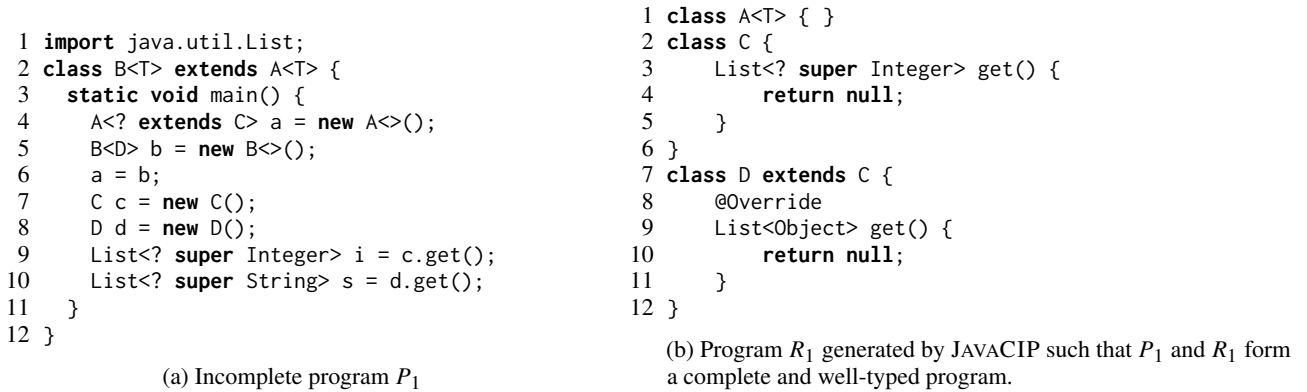 1 import java.util.List;
2 class B<T> extends A<T> {
3   static void main() {
4     A<? extends C> a = new A<>();
5     B<D> b = new B<>();
6     a = b;
7     C c = new C();
8     D d = new D();
9     List<? super Integer> i = c.get();
10     List<? super String> s = d.get();
11   }
12 }
(a) Incomplete program P1
1 class A<T> { }
2 class C {
3     List<? super Integer> get() {
4         return null;
5     }
6 }
7 class D extends C {
8     @Override
9     List<Object> get() {
10         return null;
11     }
12 }
(b) Program R1 generated by JAVACIP such that P1 and R1 form
a complete and well-typed program.